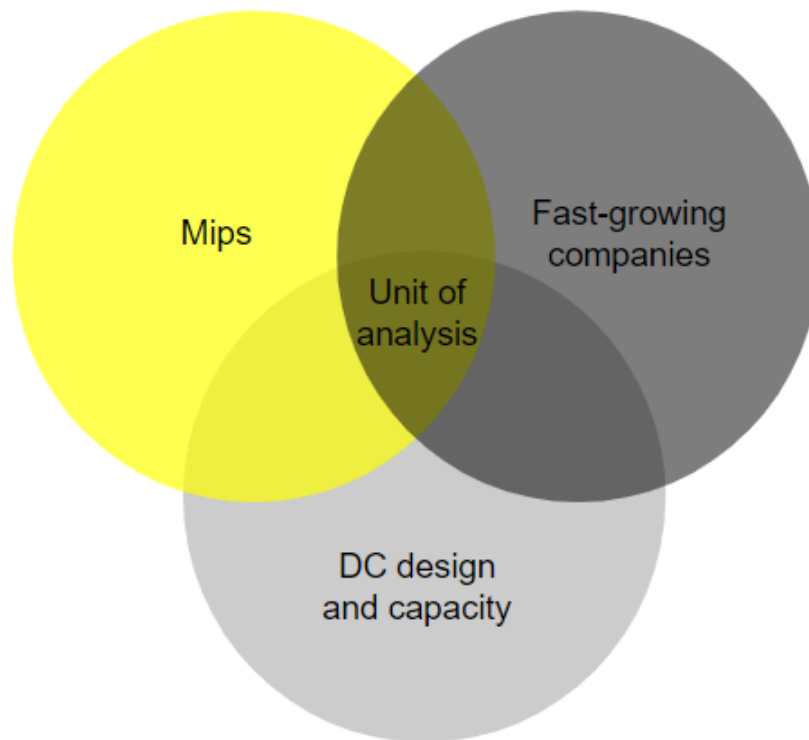 Mips
Fast-growing
companies
Unit of
analysis
DC design
and capacity